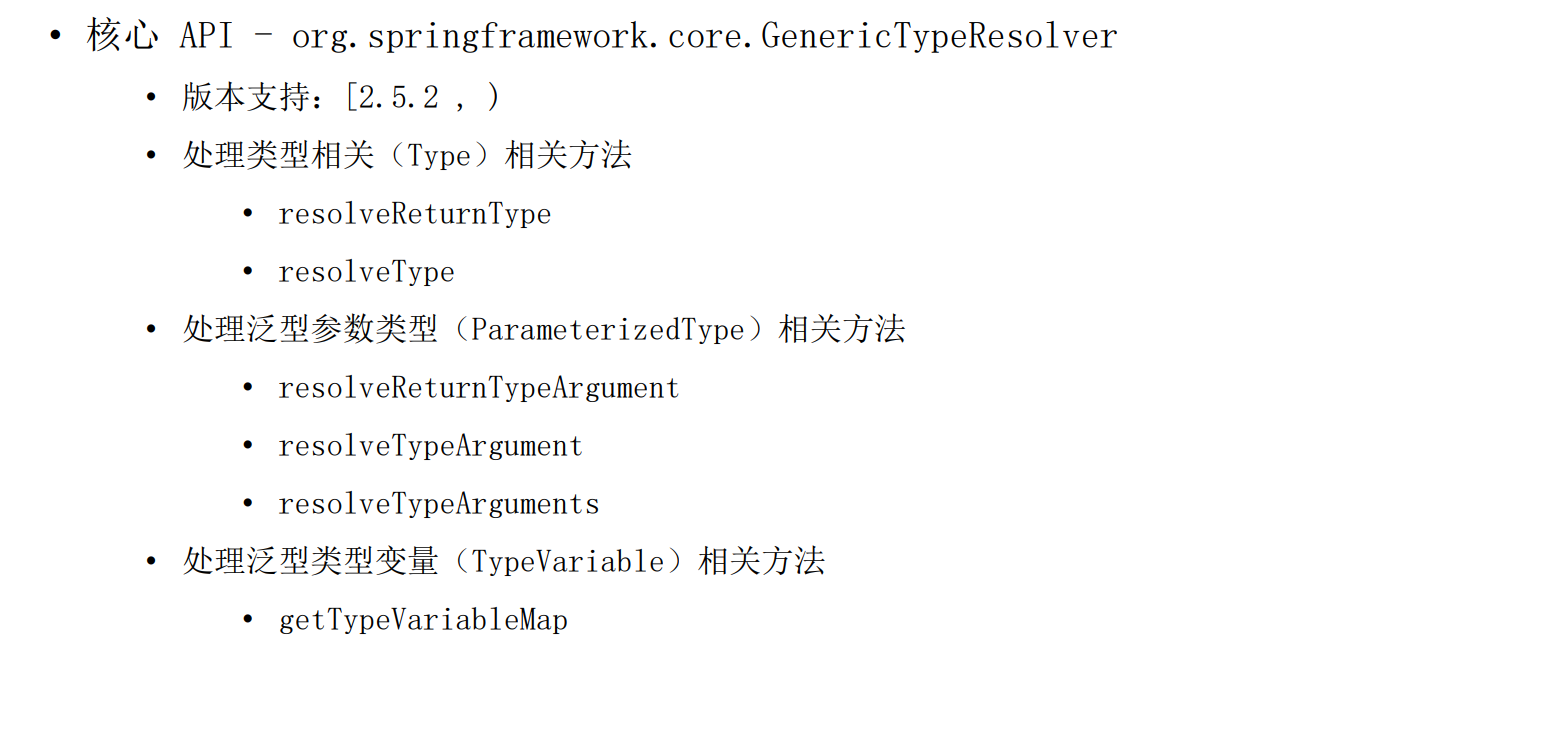 • 核心 API - org.springframework.core.GenericTypeResolver
• 版本支持：[2.5.2 , )
• 处理类型相关（Type）相关方法
• resolveReturnType
• resolveType
• 处理泛型参数类型（ParameterizedType）相关方法
• resolveReturnTypeArgument
• resolveTypeArgument
• resolveTypeArguments
• 处理泛型类型变量（TypeVariable）相关方法
• getTypeVariableMap